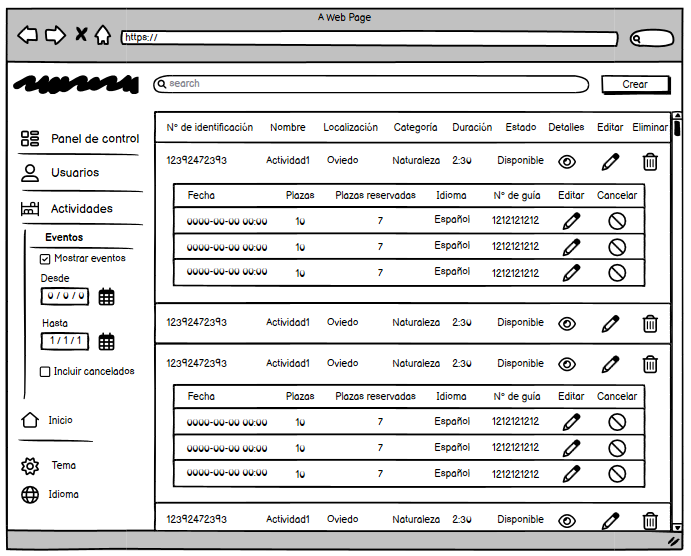 A Web Page
https://
search
Crear
Panel de control
Usuarios
Actividades
Eventos
Mostrar eventos
Desde
0 / 0 / 0
Hasta
1 / 1 / 1
Incluir cancelados
Inicio
Tema
Idioma
Nº de identificación Nombre Localización Categoría Duración Estado Detalles Editar Eliminar
12392472393 Actividad1 Oviedo Naturaleza 2:30 Disponible
Fecha Plazas Plazas reservadas Idioma Nº de guía Editar Cancelar
0000-00-00 00:00 10 7 Español 1212121212
0000-00-00 00:00 10 7 Español 1212121212
0000-00-00 00:00 10 7 Español 1212121212
12392472393 Actividad1 Oviedo Naturaleza 2:30 Disponible
12392472393 Actividad1 Oviedo Naturaleza 2:30 Disponible
Fecha Plazas Plazas reservadas Idioma Nº de guía Editar Cancelar
0000-00-00 00:00 10 7 Español 1212121212
0000-00-00 00:00 10 7 Español 1212121212
0000-00-00 00:00 10 7 Español 1212121212
12392472393 Actividad1 Oviedo Naturaleza 2:30 Disponible